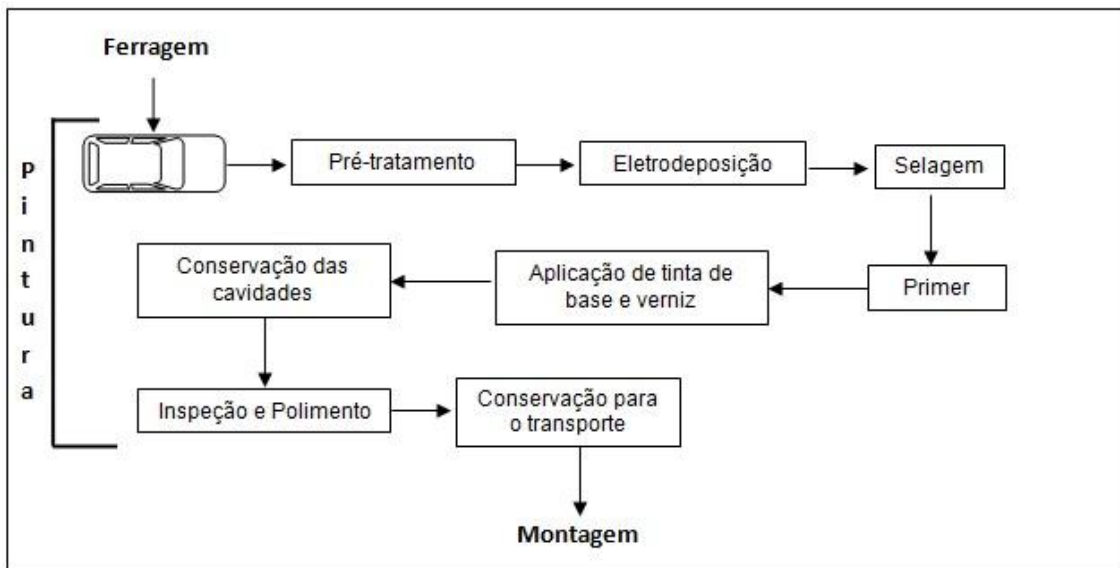 Ferragem
Pintura
Pré-tratamento
Eletrodeposição
Selagem
Primer
Aplicação de tinta de
base e verniz
Conservação das
cavidades
Inspeção e Polimento
Conservação para
o transporte
Montagem